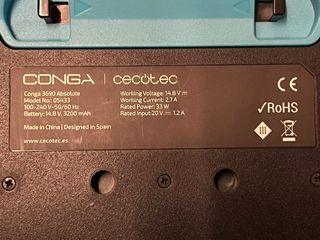 CONGA | cecotec
Conga 3690 Absolute
Model No.: 05433
100-240 V~50/60 Hz
Battery: 14.8 V, 3200 mAh
Made in China | Designed in Spain
www.cecotec.es
Working Voltage: 14.8 V
Working Current: 2.7 A
Rated Power: 33 W
Rated Input: 20 V 1.2 A
CE
✓RoHS